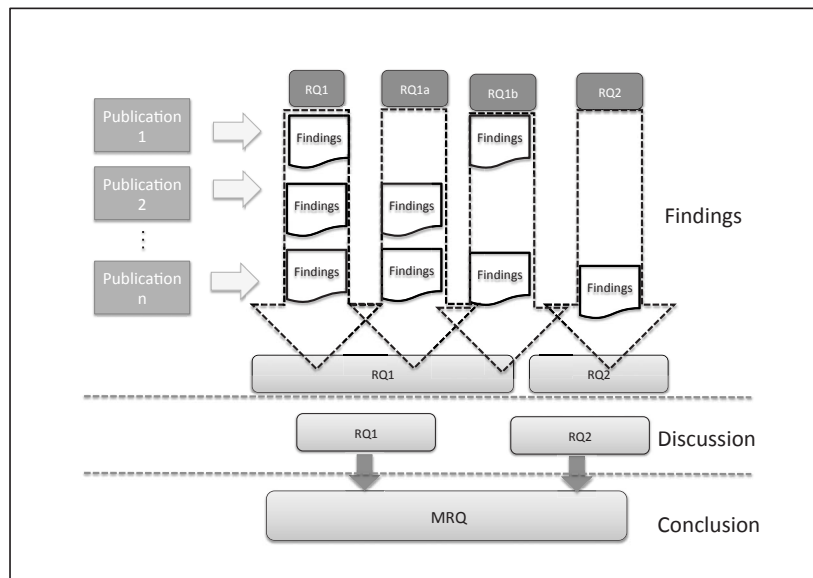 RQ1
RQ1a
RQ1b
RQ2
Publication
1
Findings
Findings
Publication
2
Findings
Findings
Findings
⋮
Publication
n
Findings
Findings
Findings
Findings
RQ1
RQ2
RQ1
RQ2
Discussion
MRQ
Conclusion